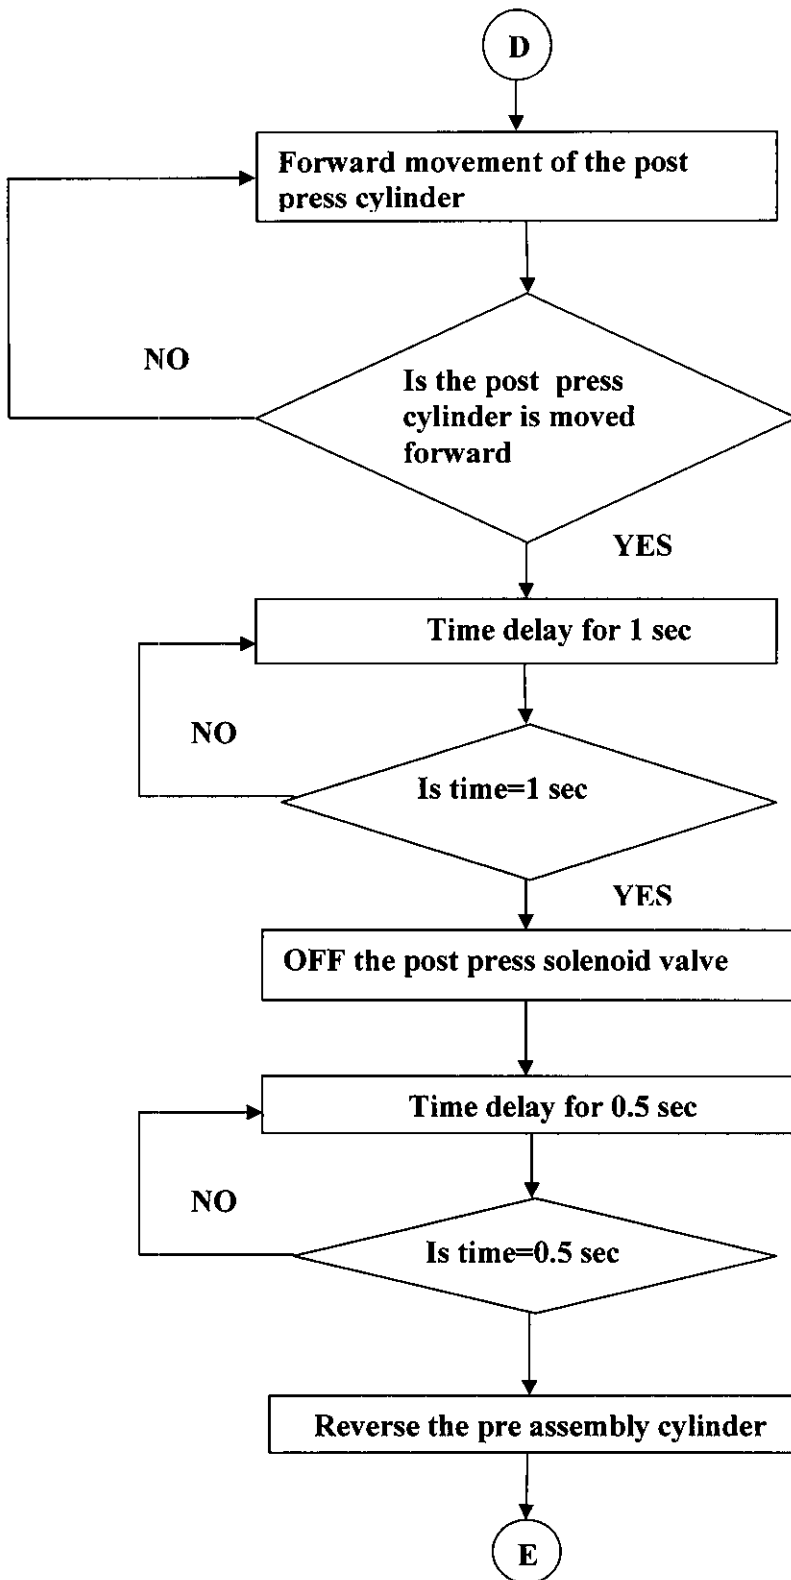 D
Forward movement of the post
press cylinder
NO
Is the post press
cylinder is moved
forward
YES
Time delay for 1 sec
NO
Is time=1 sec
YES
OFF the post press solenoid valve
Time delay for 0.5 sec
NO
Is time=0.5 sec
Reverse the pre assembly cylinder
E